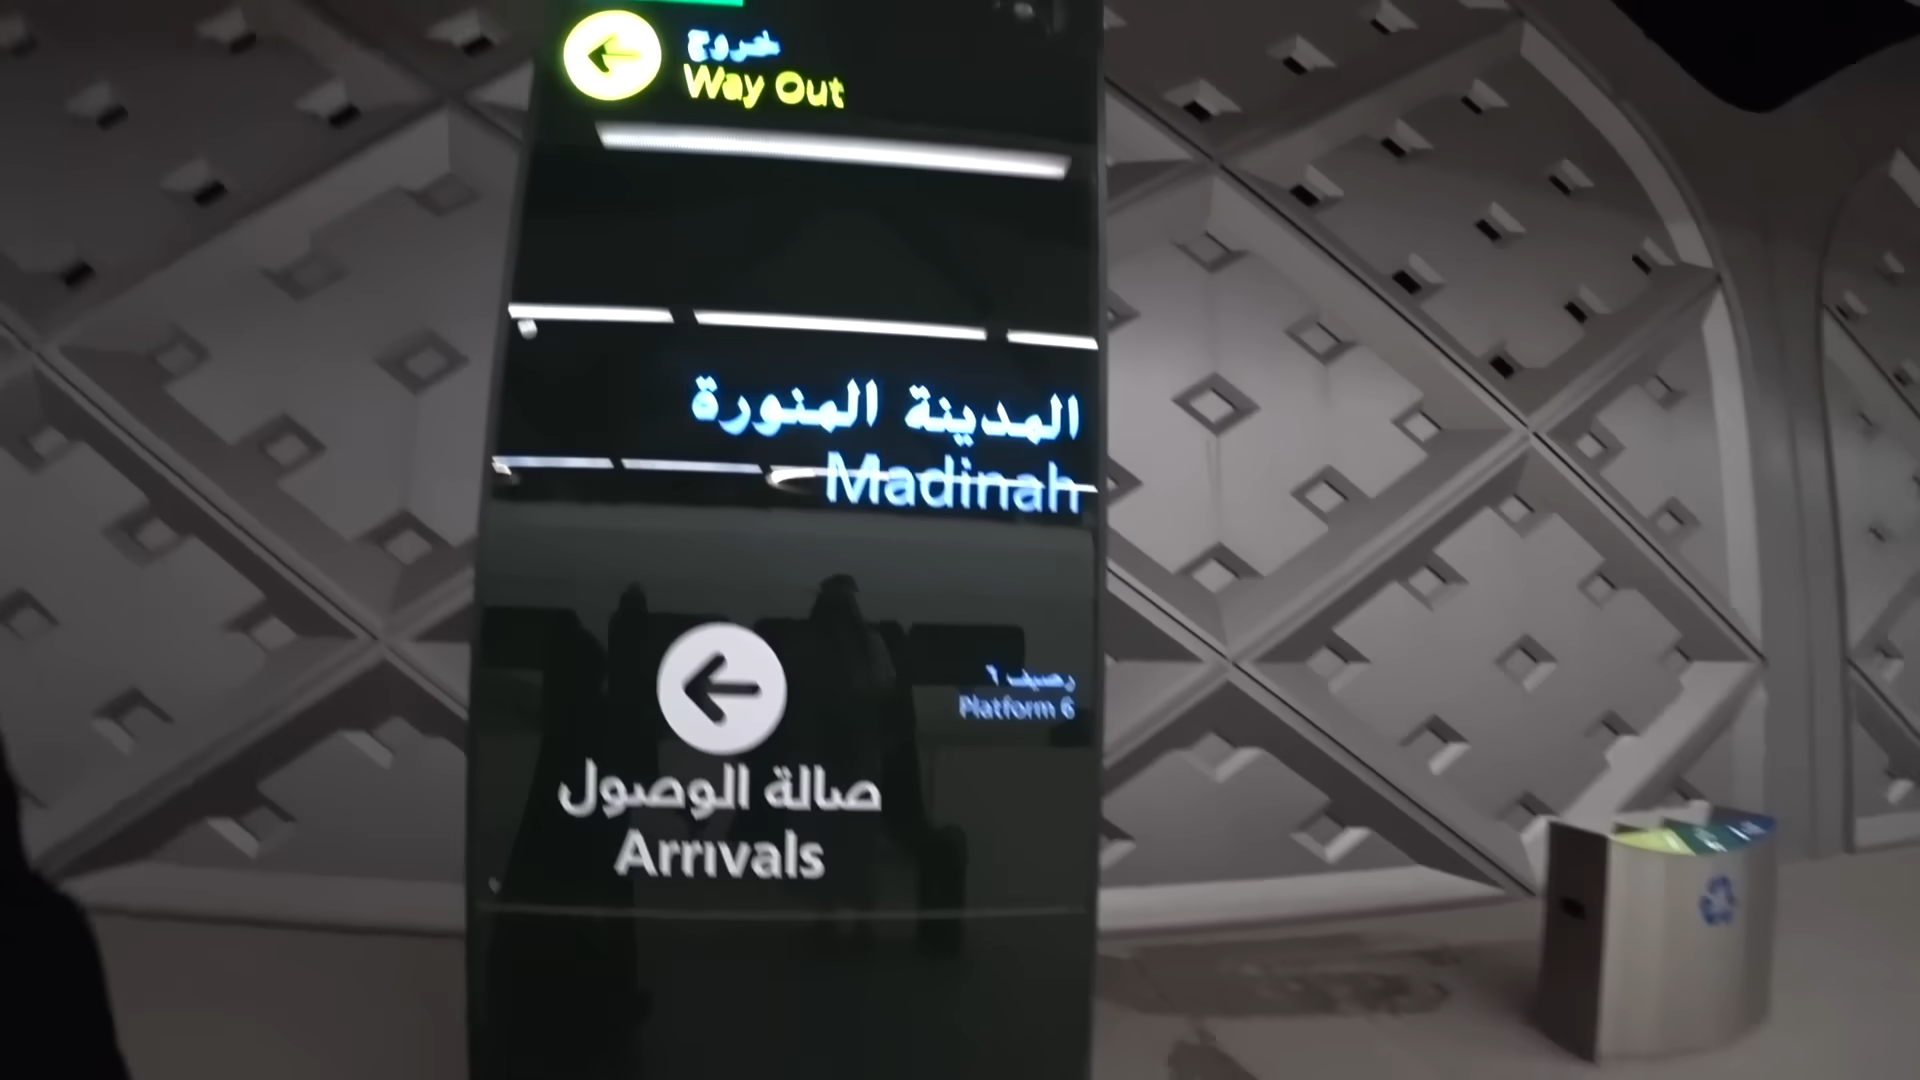 خروج
Way Out
المدينة المنورة
Madinah
رصيف ٦
Platform 6
صالة الوصول
Arrivals